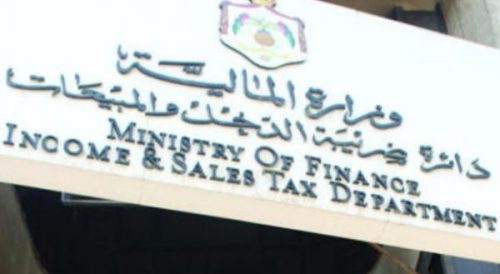 وزارة المالية
دائرة ضريبة الدخل والمبيعات
MINISTRY OF FINANCE
INCOME & SALES TAX DEPARTMENT